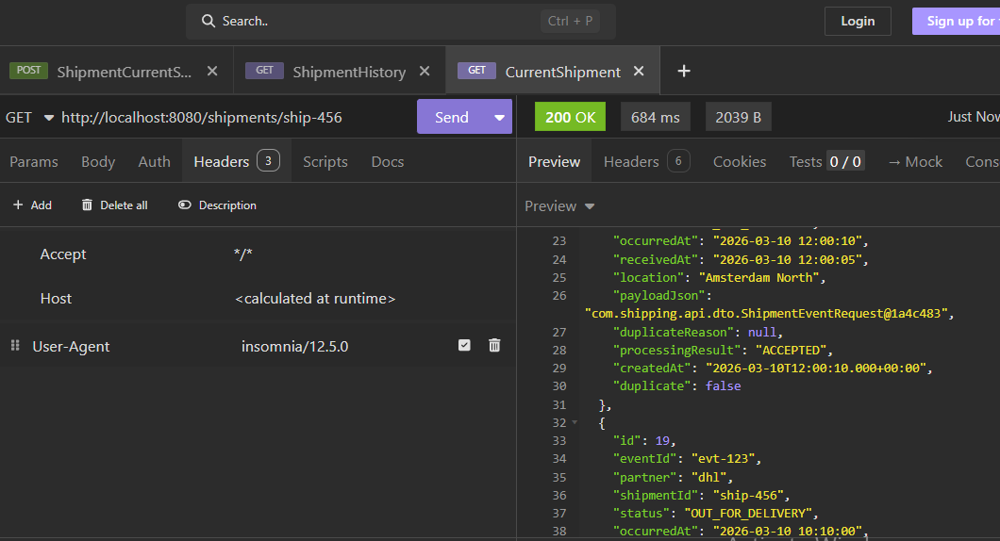 Search..
Ctrl + P
Login
Sign up for
POST ShipmentCurrentS...
GET ShipmentHistory
GET CurrentShipment
GET http://localhost:8080/shipments/ship-456
Send
200 OK
684 ms
2039 B
Just Now
Params Body Auth Headers 3 Scripts Docs
Preview Headers 6 Cookies Tests 0 / 0 → Mock Cons
+ Add Delete all Description
Preview
Accept */*
Host <calculated at runtime>
User-Agent insomnia/12.5.0
23 "occurredAt": "2026-03-10 12:00:10",
24 "receivedAt": "2026-03-10 12:00:05",
25 "location": "Amsterdam North",
26 "payloadJson":
"com.shipping.api.dto.ShipmentEventRequest@1a4c483",
27 "duplicateReason": null,
28 "processingResult": "ACCEPTED",
29 "createdAt": "2026-03-10T12:00:10.000+00:00",
30 "duplicate": false
31 },
32 {
33 "id": 19,
34 "eventId": "evt-123",
35 "partner": "dhl",
36 "shipmentId": "ship-456",
37 "status": "OUT_FOR_DELIVERY",
38 "occurredAt": "2026-03-10 10:10:00",